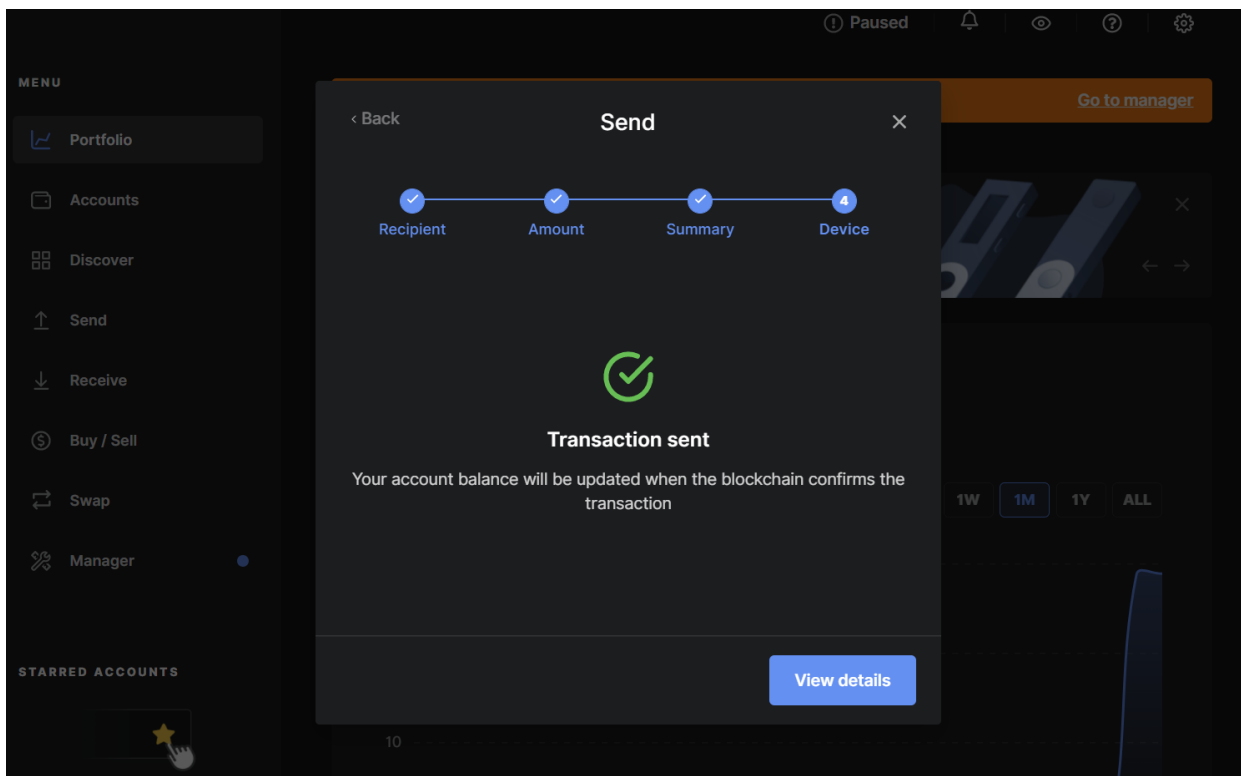 Paused
MENU
Go to manager
Back
Send
Portfolio
Accounts
Recipient
Amount
Summary
4
Device
Discover
Send
Receive
Transaction sent
Buy / Sell
Your account balance will be updated when the blockchain confirms the
transaction
Swap
1W
1M
1Y
ALL
Manager
STARRED ACCOUNTS
View details
10